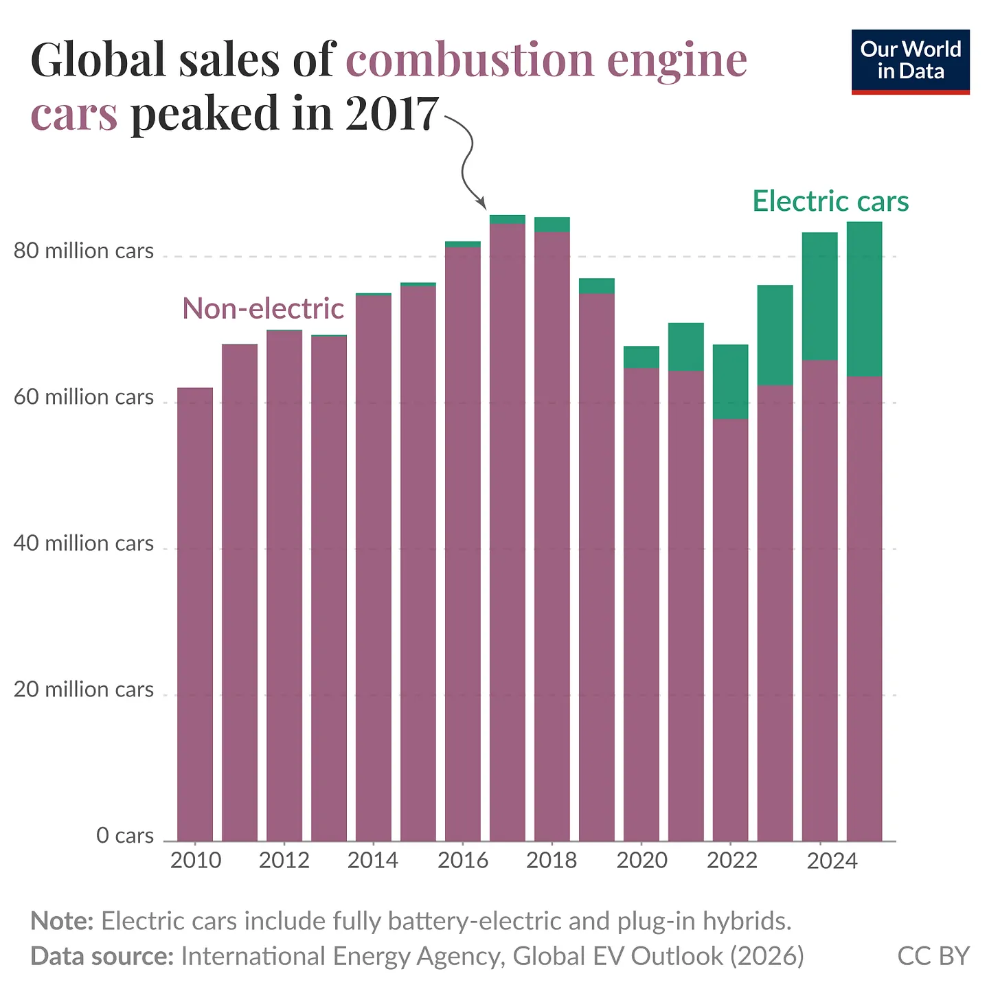 Global sales of combustion engine
cars peaked in 2017
Our World
in Data
Electric cars
80 million cars
Non-electric
60 million cars
40 million cars
20 million cars
0 cars
2010 2012 2014 2016 2018 2020 2022 2024
Note: Electric cars include fully battery-electric and plug-in hybrids.
Data source: International Energy Agency, Global EV Outlook (2026)
CC BY